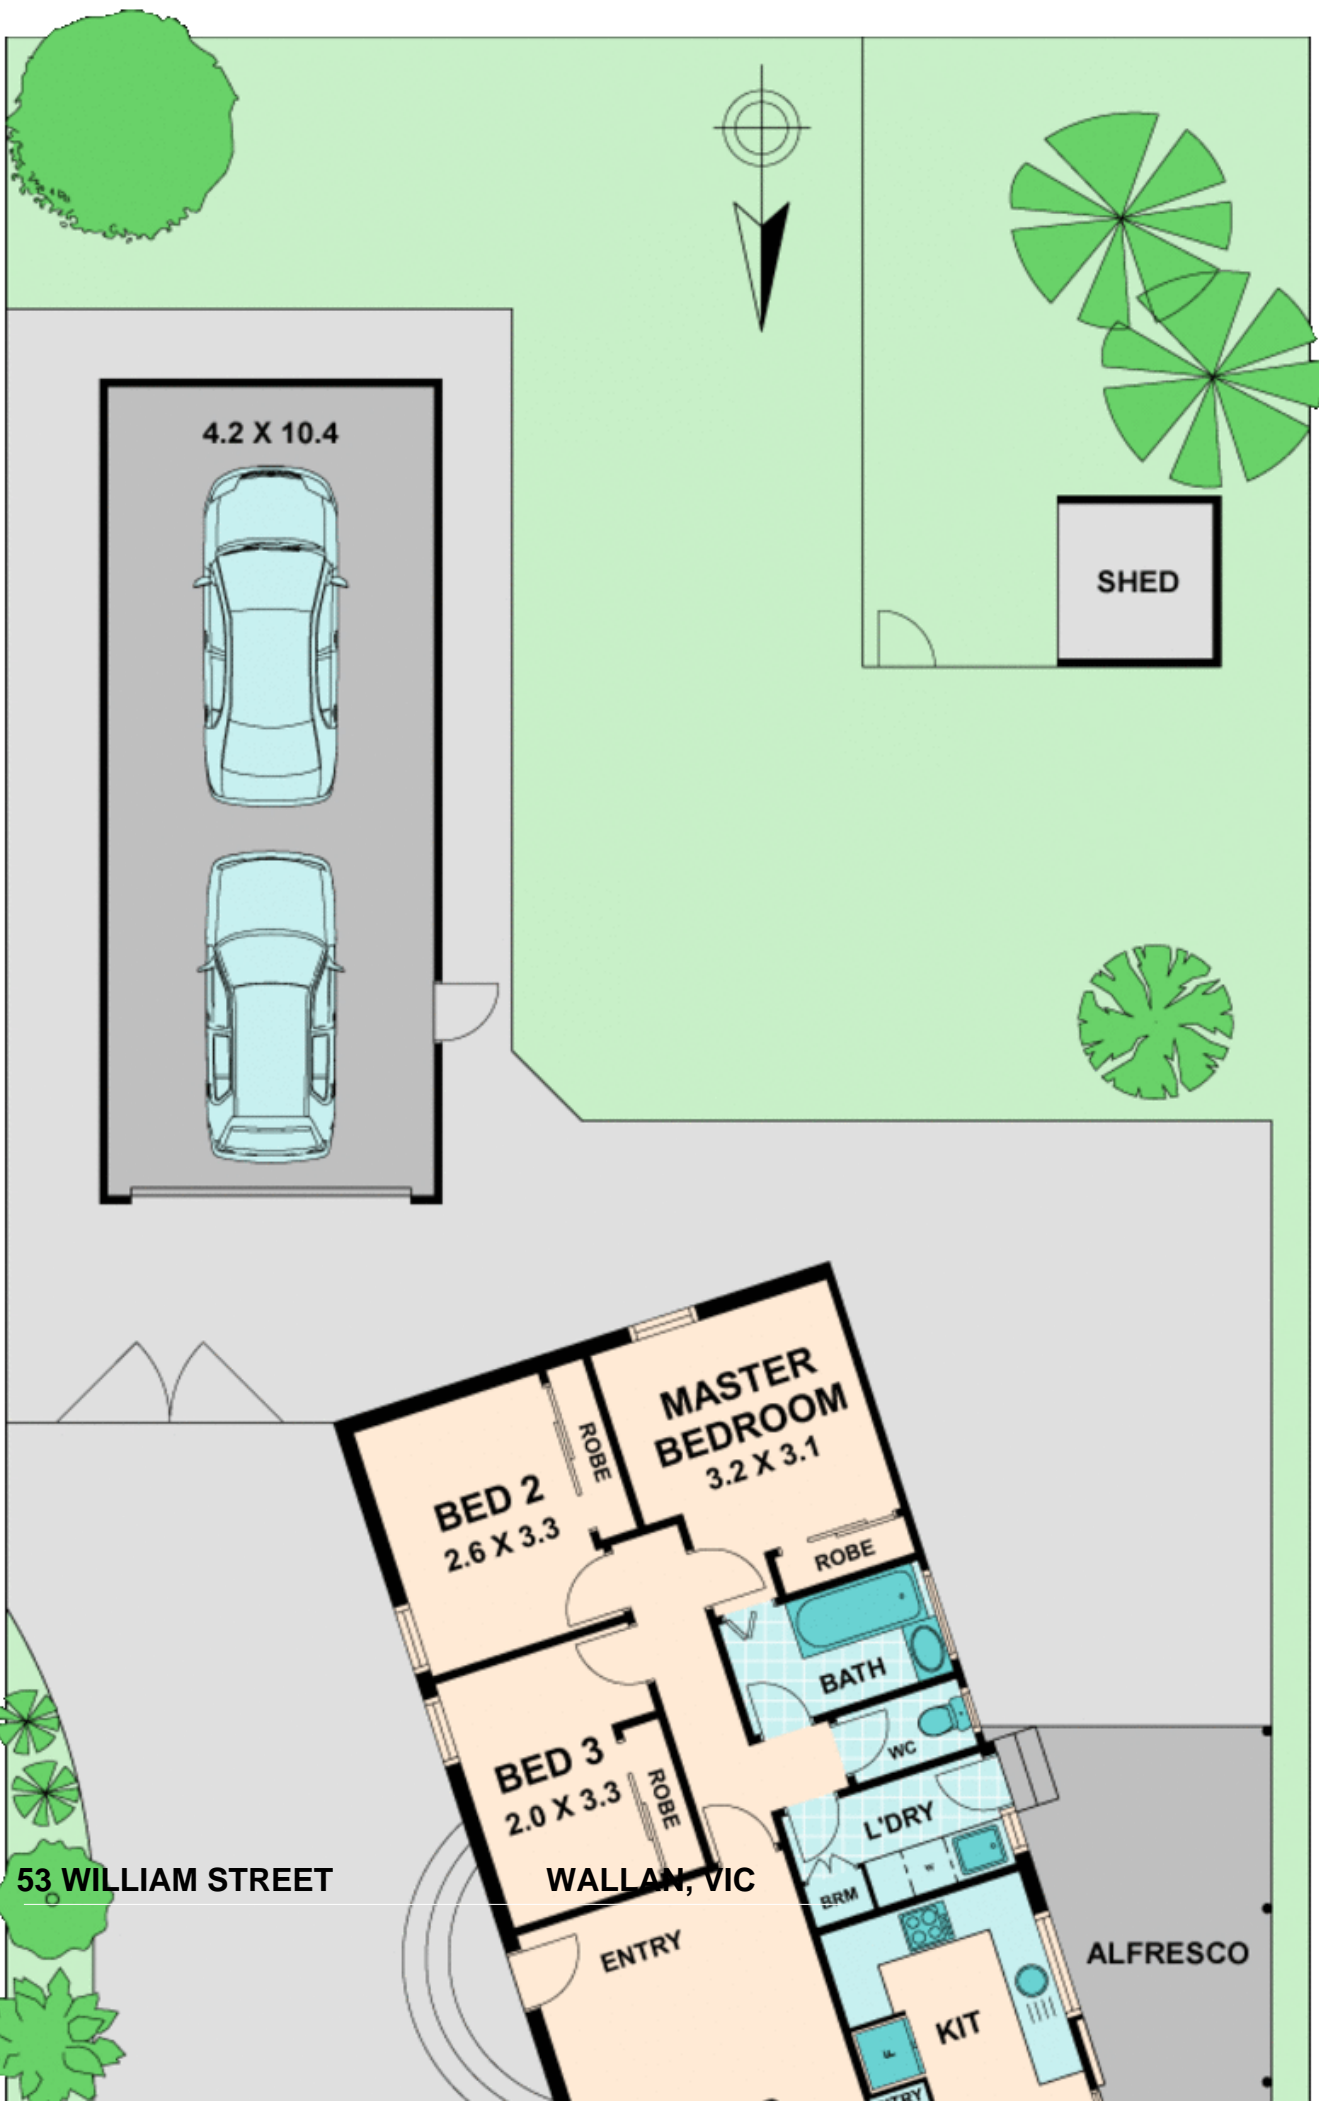 4.2 X 10.4
SHED
MASTER
BEDROOM
3.2 X 3.1
ROBE
BED 2
2.6 X 3.3
ROBE
BATH
WC
BED 3
2.0 X 3.3
ROBE
L'DRY
W
BRM
53 WILLIAM STREET
WALLAN, VIC
ENTRY
ALFRESCO
KIT
F